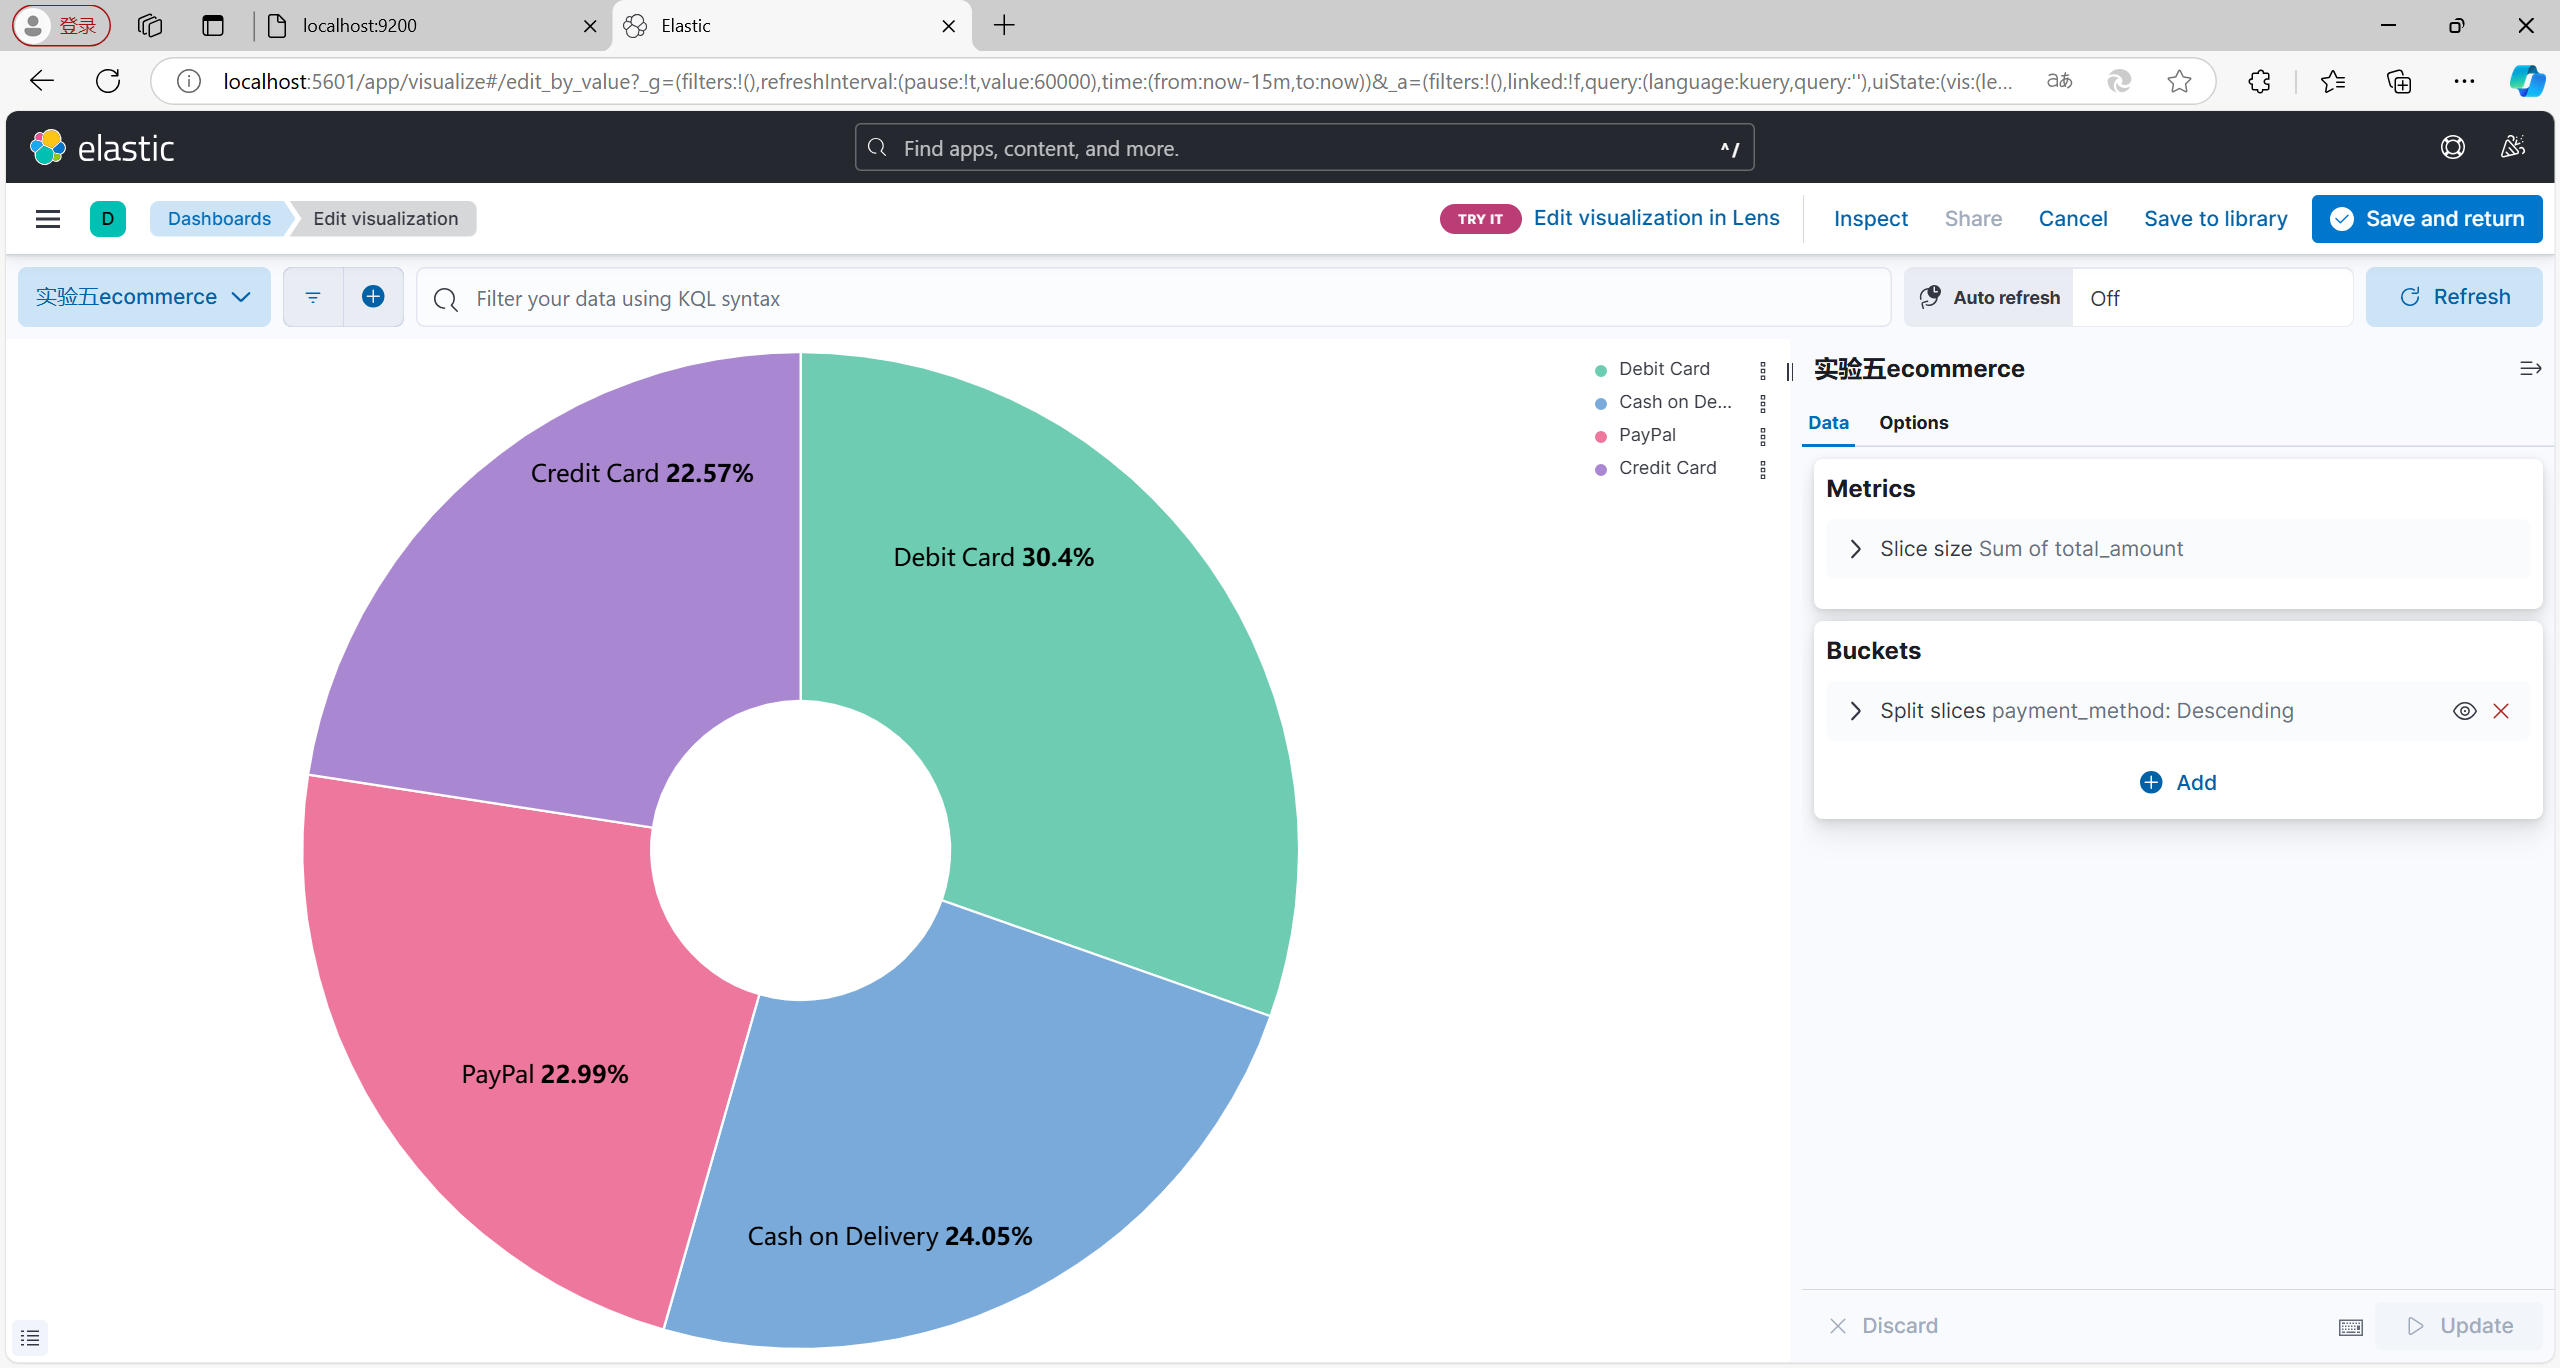 登录
localhost:9200
Elastic
localhost:5601/app/visualize#/edit_by_value?_g=(filters:!(),refreshInterval:(pause:!t,value:60000),time:(from:now-15m,to:now))&_a=(filters:!(),linked:!f,query:(language:kuery,query:''),uiState:(vis:(le...
aあ
elastic
Find apps, content, and more.
^/
D
Dashboards
Edit visualization
TRY IT
Edit visualization in Lens
Inspect
Share
Cancel
Save to library
Save and return
实验五ecommerce
Filter your data using KQL syntax
Auto refresh
Off
Refresh
Credit Card 22.57%
Debit Card 30.4%
PayPal 22.99%
Cash on Delivery 24.05%
Debit Card
Cash on De...
PayPal
Credit Card
实验五ecommerce
Data
Options
Metrics
Slice size Sum of total_amount
Buckets
Split slices payment_method: Descending
Add
Discard
Update